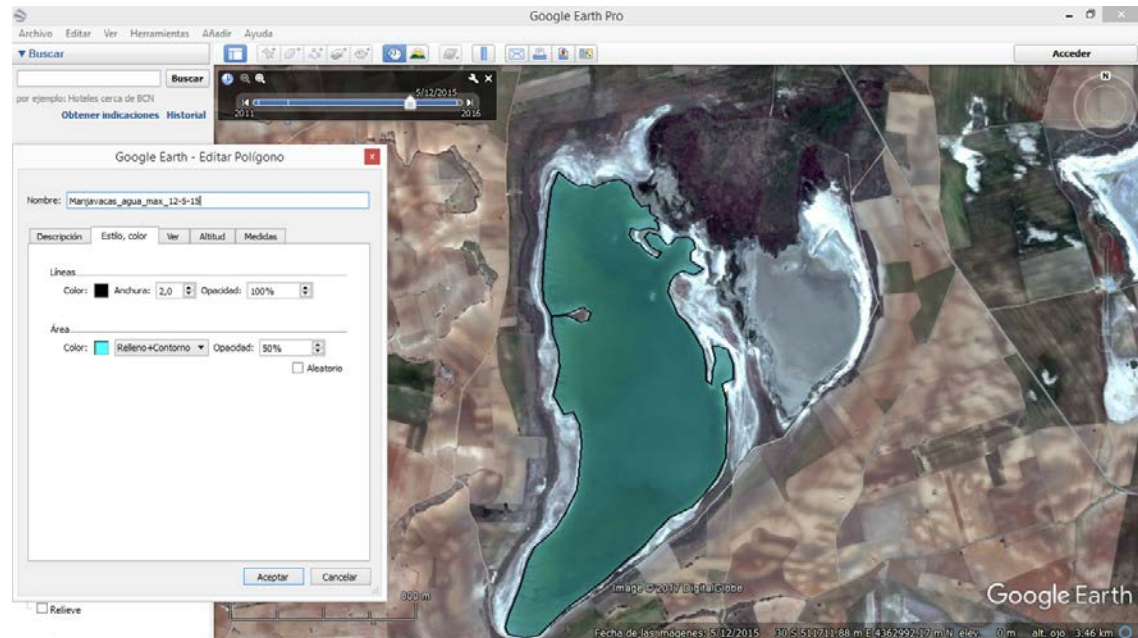 Google Earth Pro
Archivo Editar Ver Herramientas Añadir Ayuda
▼ Buscar
Acceder
Buscar
por ejemplo: Hoteles cerca de BCN
Obtener indicaciones Historial
5/12/2015
2011 2016
N
Google Earth - Editar Polígono
x
Nombre: Manjavacas_agua_max_12-5-15
Descripción Estilo, color Ver Altitud Medidas
Líneas
Color: Anchura: 2,0 Opacidad: 100%
Área
Color: Relleno+Contorno Opacidad: 50%
Aleatorio
Aceptar Cancelar
Relieve
800 m
Image © 2017 DigitalGlobe
Google Earth
Fecha de las imágenes: 5/12/2015 30 S 511711.88 m E 4362992.17 m N elev. 0 m alt. ojo 3.46 km